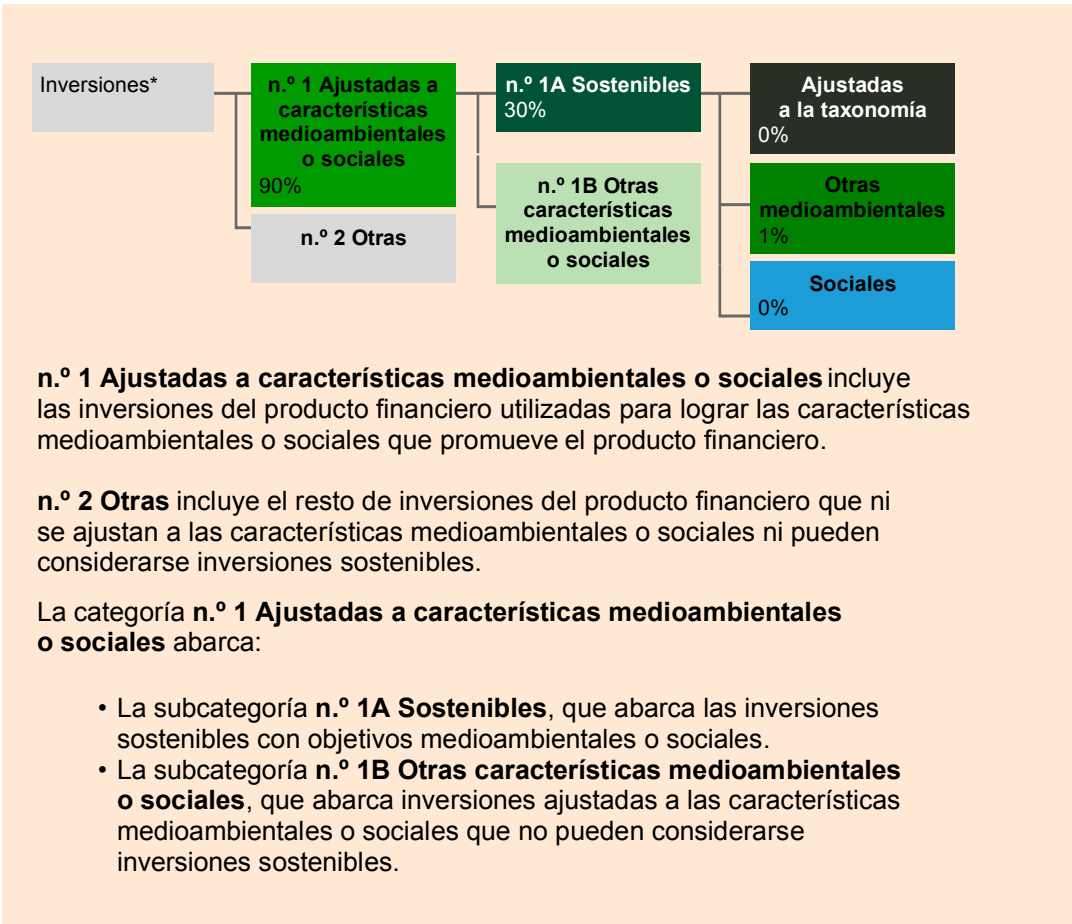 Inversiones*
n.º 1 Ajustadas a
características
medioambientales
o sociales
90%
n.º 2 Otras
n.º 1A Sostenibles
30%
n.º 1B Otras
características
medioambientales
o sociales
Ajustadas
a la taxonomía
0%
Otras
medioambientales
1%
Sociales
0%
n.º 1 Ajustadas a características medioambientales o sociales incluye
las inversiones del producto financiero utilizadas para lograr las características
medioambientales o sociales que promueve el producto financiero.
n.º 2 Otras incluye el resto de inversiones del producto financiero que ni
se ajustan a las características medioambientales o sociales ni pueden
considerarse inversiones sostenibles.
La categoría n.º 1 Ajustadas a características medioambientales
o sociales abarca:
• La subcategoría n.º 1A Sostenibles, que abarca las inversiones
sostenibles con objetivos medioambientales o sociales.
• La subcategoría n.º 1B Otras características medioambientales
o sociales, que abarca inversiones ajustadas a las características
medioambientales o sociales que no pueden considerarse
inversiones sostenibles.